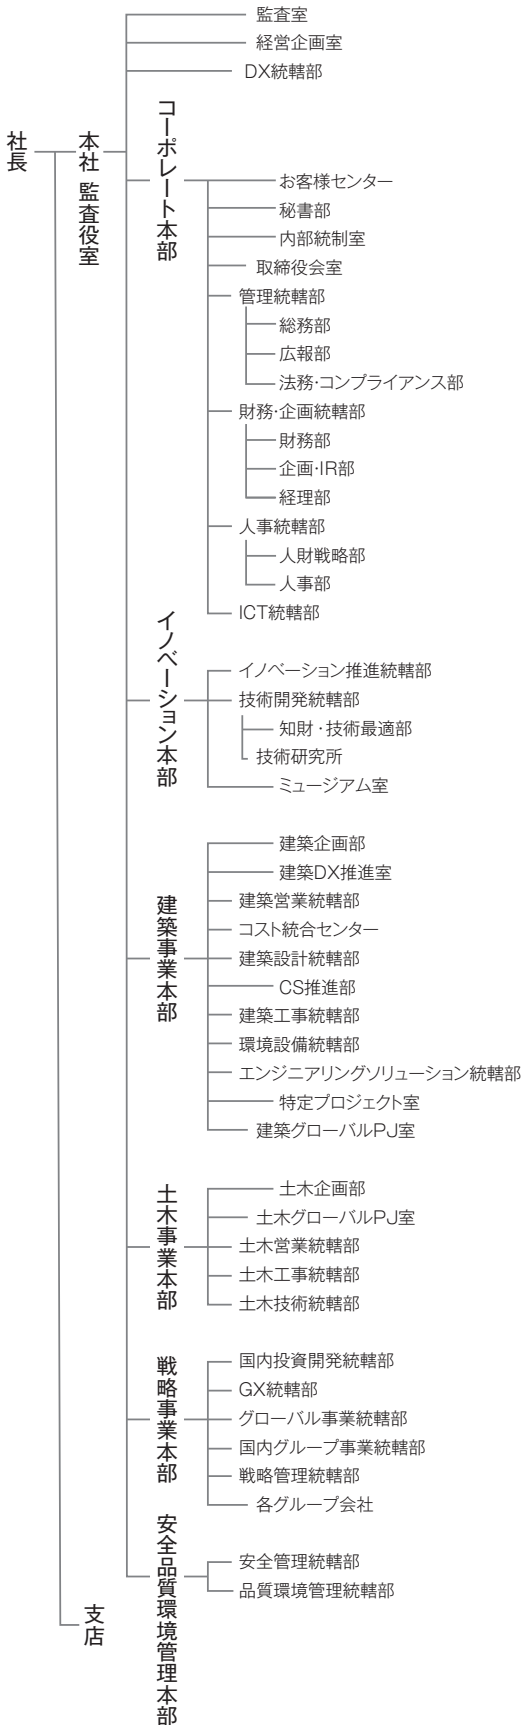 社長
本社 監査役室
監査室
経営企画室
DX統轄部
コーポレート本部
お客様センター
秘書部
内部統制室
取締役会室
管理統轄部
総務部
広報部
法務・コンプライアンス部
財務・企画統轄部
財務部
企画・IR部
経理部
人事統轄部
人財戦略部
人事部
ICT統轄部
イノベーション本部
イノベーション推進統轄部
技術開発統轄部
知財・技術最適部
技術研究所
ミュージアム室
建築事業本部
建築企画部
建築DX推進室
建築営業統轄部
コスト統合センター
建築設計統轄部
CS推進部
建築工事統轄部
環境設備統轄部
エンジニアリングソリューション統轄部
特定プロジェクト室
建築グローバルPJ室
土木事業本部
土木企画部
土木グローバルPJ室
土木営業統轄部
土木工事統轄部
土木技術統轄部
戦略事業本部
国内投資開発統轄部
GX統轄部
グローバル事業統轄部
国内グループ事業統轄部
戦略管理統轄部
各グループ会社
安全品質環境管理本部
安全管理統轄部
品質環境管理統轄部
支店